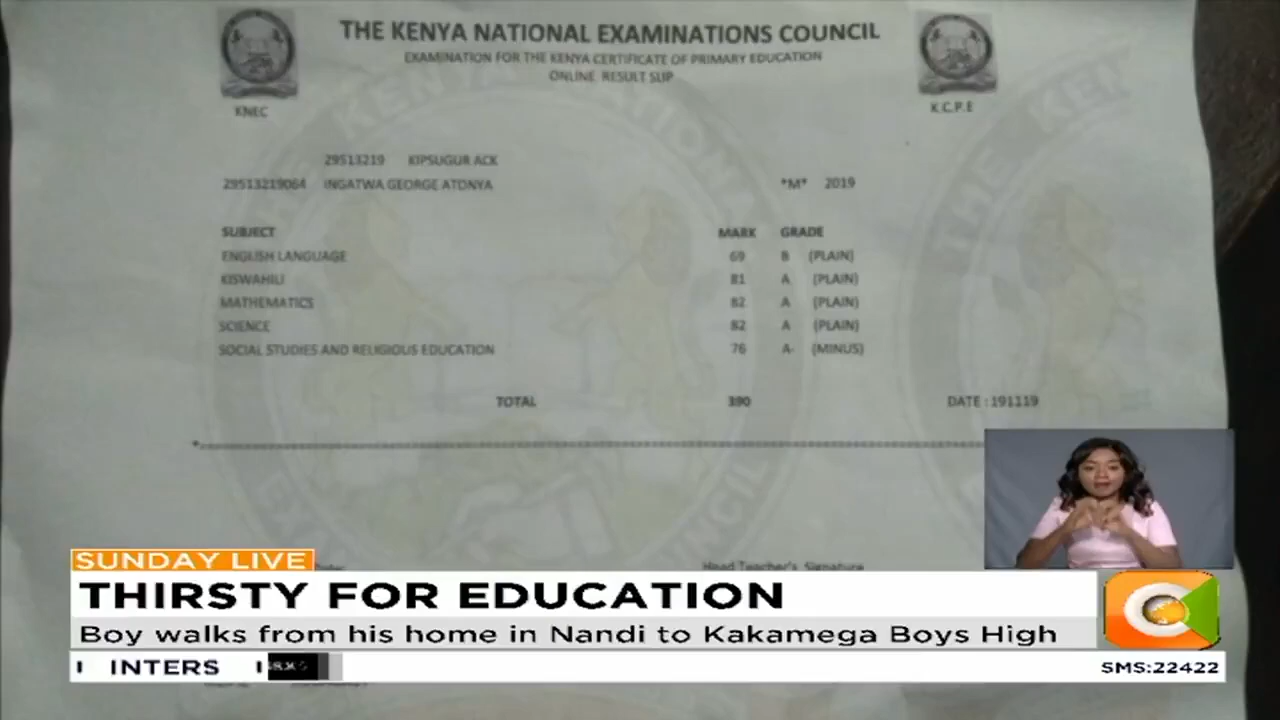 THE KENYA NATIONAL EXAMINATIONS COUNCIL
EXAMINATION FOR THE KENYA CERTIFICATE OF PRIMARY EDUCATION
ONLINE RESULT SLIP
KNEC
K.C.P.E
29513219 KIPSUGUR ACK
29513219064 INGATWA GEORGE ATONYA *M* 2019
SUBJECT MARK GRADE
ENGLISH LANGUAGE 69 B (PLAIN)
KISWAHILI 81 A (PLAIN)
MATHEMATICS 82 A (PLAIN)
SCIENCE 82 A (PLAIN)
SOCIAL STUDIES AND RELIGIOUS EDUCATION 76 A- (MINUS)
TOTAL 390 DATE : 191119
Head Teacher's Signature
SUNDAY LIVE
THIRSTY FOR EDUCATION
Boy walks from his home in Nandi to Kakamega Boys High
INTERS
SMS:22422